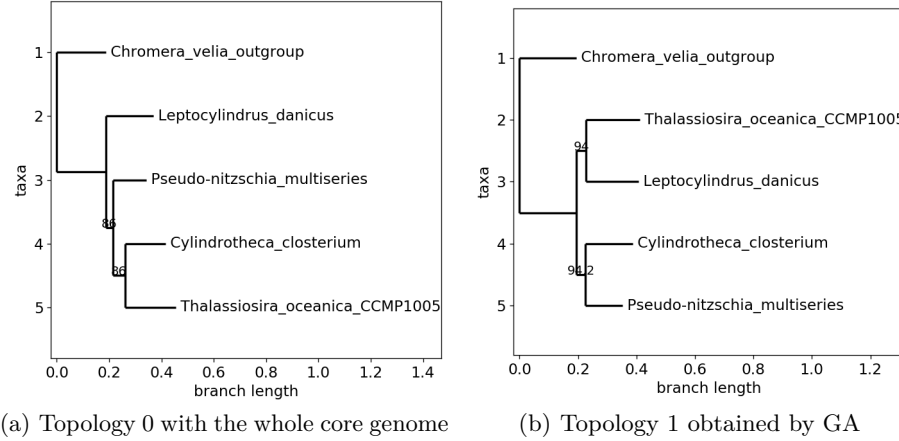 1
Chromera_velia_outgroup
2
Leptocylindrus_danicus
taxa
3
Pseudo-nitzschia_multiseries
86
4
Cylindrotheca_closterium
86
5
Thalassiosira_oceanica_CCMP1005
0.0 0.2 0.4 0.6 0.8 1.0 1.2 1.4
branch length
(a) Topology 0 with the whole core genome
1
Chromera_velia_outgroup
2
Thalassiosira_oceanica_CCMP1005
94
taxa
3
Leptocylindrus_danicus
4
Cylindrotheca_closterium
94.2
5
Pseudo-nitzschia_multiseries
0.0 0.2 0.4 0.6 0.8 1.0 1.2
branch length
(b) Topology 1 obtained by GA